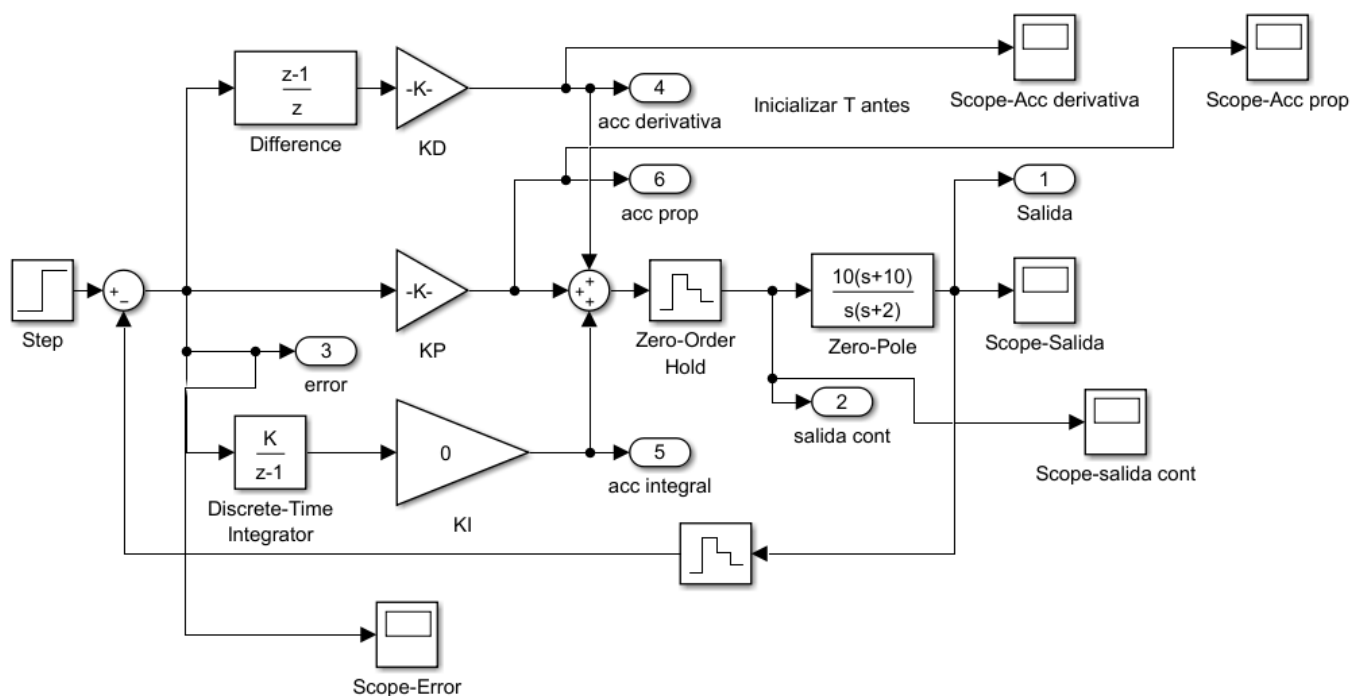 z-1
z
Difference
-K-
KD
4
acc derivativa
Inicializar T antes
Scope-Acc derivativa
Scope-Acc prop
6
acc prop
1
Salida
Step
+
−
-K-
KP
+
+
+
Zero-Order
Hold
10(s+10)
s(s+2)
Zero-Pole
Scope-Salida
3
error
2
salida cont
Scope-salida cont
K
z-1
Discrete-Time
Integrator
0
KI
5
acc integral
Scope-Error